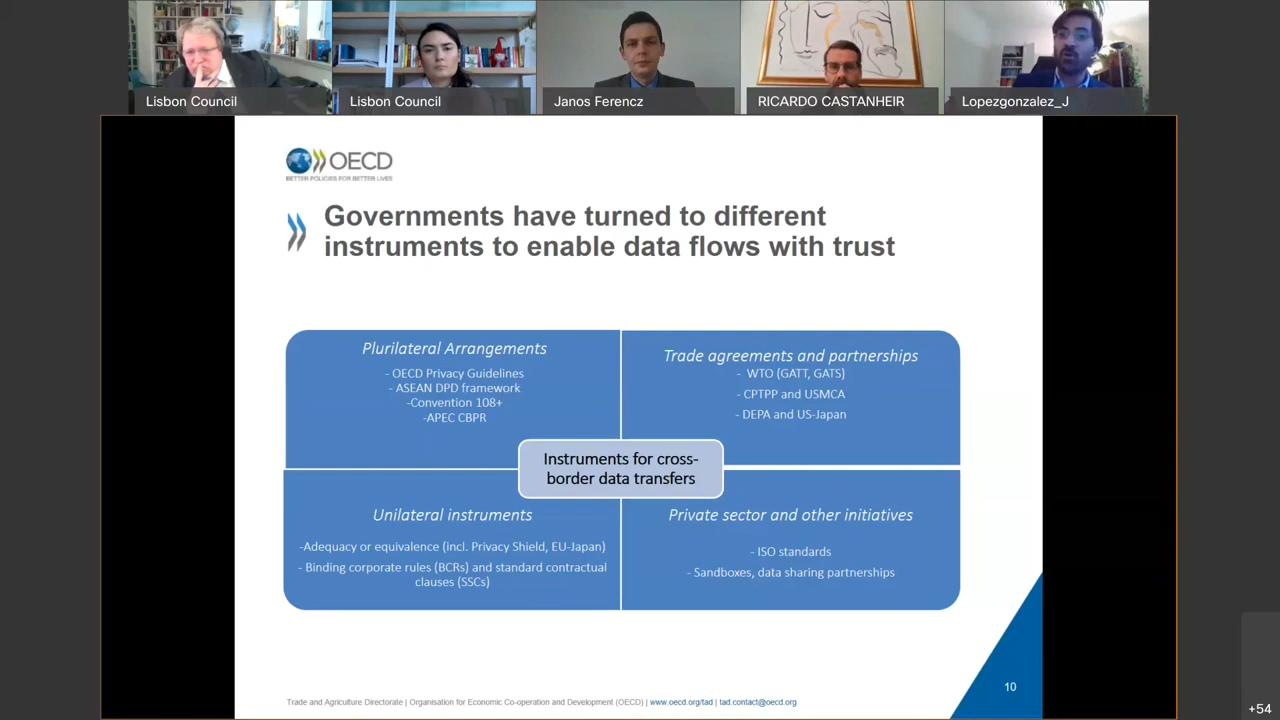 Lisbon Council
Lisbon Council
Janos Ferencz
RICARDO CASTANHEIR
Lopezgonzalez_J
OECD
BETTER POLICIES FOR BETTER LIVES
Governments have turned to different
instruments to enable data flows with trust
Plurilateral Arrangements
- OECD Privacy Guidelines
- ASEAN DPD framework
-Convention 108+
-APEC CBPR
Trade agreements and partnerships
- WTO (GATT, GATS)
- CPTPP and USMCA
- DEPA and US-Japan
Instruments for cross-
border data transfers
Unilateral instruments
-Adequacy or equivalence (incl. Privacy Shield, EU-Japan)
- Binding corporate rules (BCRs) and standard contractual
clauses (SSCs)
Private sector and other initiatives
- ISO standards
- Sandboxes, data sharing partnerships
Trade and Agriculture Directorate | Organisation for Economic Co-operation and Development (OECD) | www.oecd.org/tad | tad.contact@oecd.org
10
+54